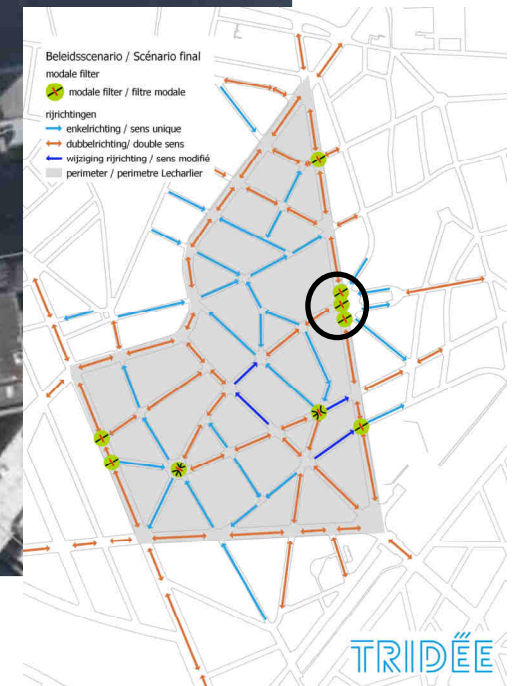 Beleidsscenario / Scénario final
modale filter
modale filter / filtre modale
rijrichtingen
enkelrichting / sens unique
dubbelrichting/ double sens
wijziging rijrichting / sens modifié
perimeter / perimetre Lecharlier
TRIDËE